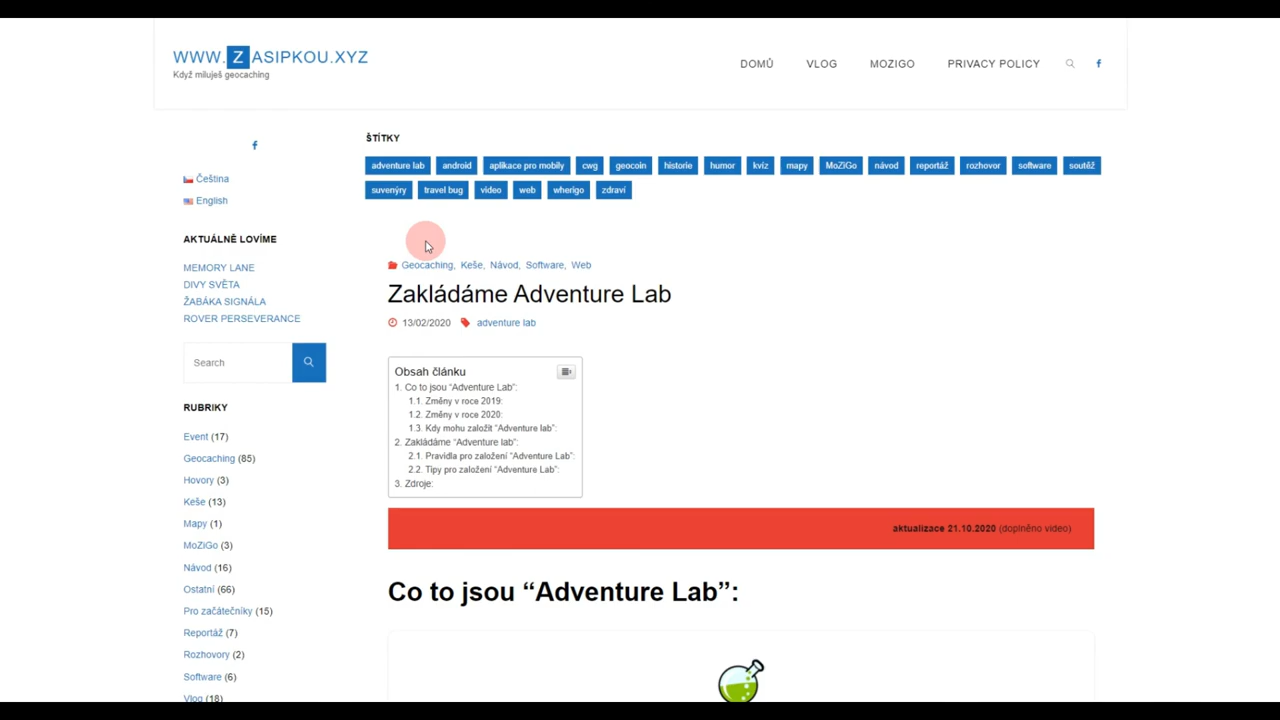 WWW.ZASIPKOU.XYZ
Když miluješ geocaching
DOMŮ VLOG MOZIGO PRIVACY POLICY
Čeština
English
AKTUÁLNĚ LOVÍME
MEMORY LANE
DIVY SVĚTA
ŽABÁKA SIGNÁLA
ROVER PERSEVERANCE
Search
RUBRIKY
Event (17)
Geocaching (85)
Hovory (3)
Keše (13)
Mapy (1)
MoZiGo (3)
Návod (16)
Ostatní (66)
Pro začátečníky (15)
Reportáž (7)
Rozhovory (2)
Software (6)
Vlog (18)
ŠTÍTKY
adventure lab android aplikace pro mobily cwg geocoin historie humor kvíz mapy MoZiGo návod reportáž rozhovor software soutěž
suvenýry travel bug video web wherigo zdraví
Geocaching, Keše, Návod, Software, Web
Zakládáme Adventure Lab
13/02/2020 adventure lab
Obsah článku
1. Co to jsou “Adventure Lab”:
1.1. Změny v roce 2019:
1.2. Změny v roce 2020:
1.3. Kdy mohu založit “Adventure lab”:
2. Zakládáme “Adventure lab”:
2.1. Pravidla pro založení “Adventure Lab”:
2.2. Tipy pro založení “Adventure Lab”:
3. Zdroje:
aktualizace 21.10.2020 (doplněno video)
Co to jsou “Adventure Lab”: